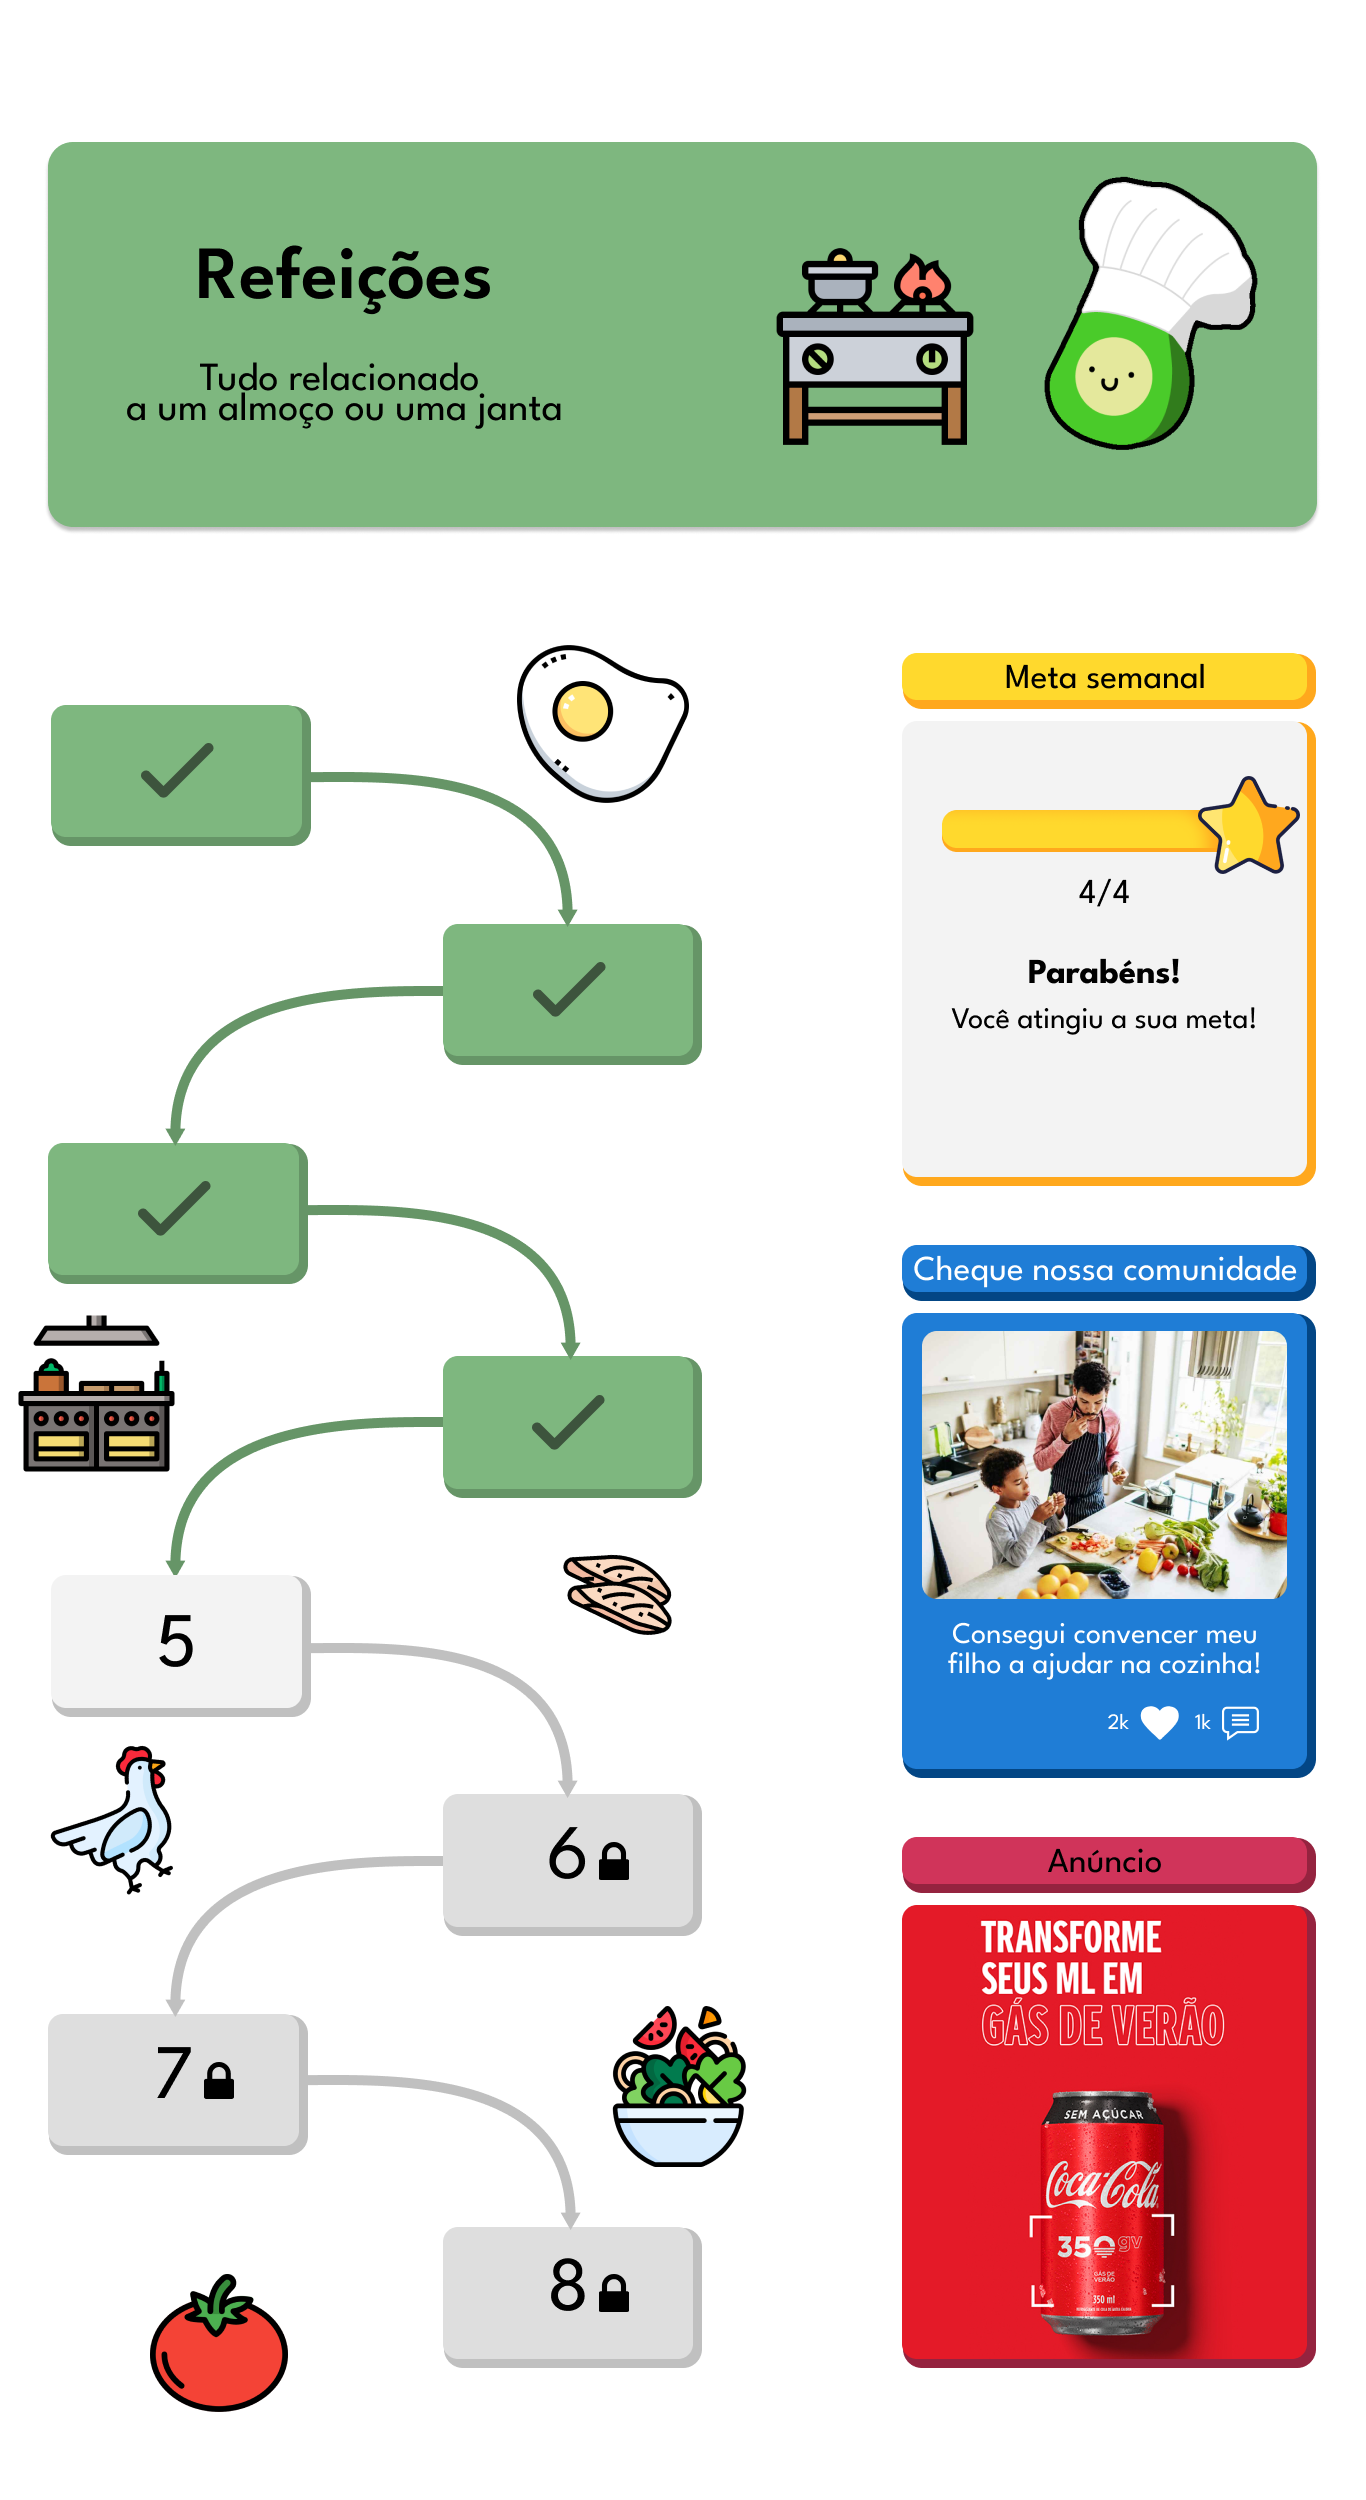 Refeições
Tudo relacionado
a um almoço ou uma janta
Meta semanal
4/4
Parabéns!
Você atingiu a sua meta!
Cheque nossa comunidade
Consegui convencer meu
filho a ajudar na cozinha!
2k 1k
5
6
7
8
Anúncio
TRANSFORME
SEUS ML EM
GÁS DE VERÃO
SEM AÇÚCAR
Coca-Cola
350 gv
GÁS DE
VERÃO
350 ml